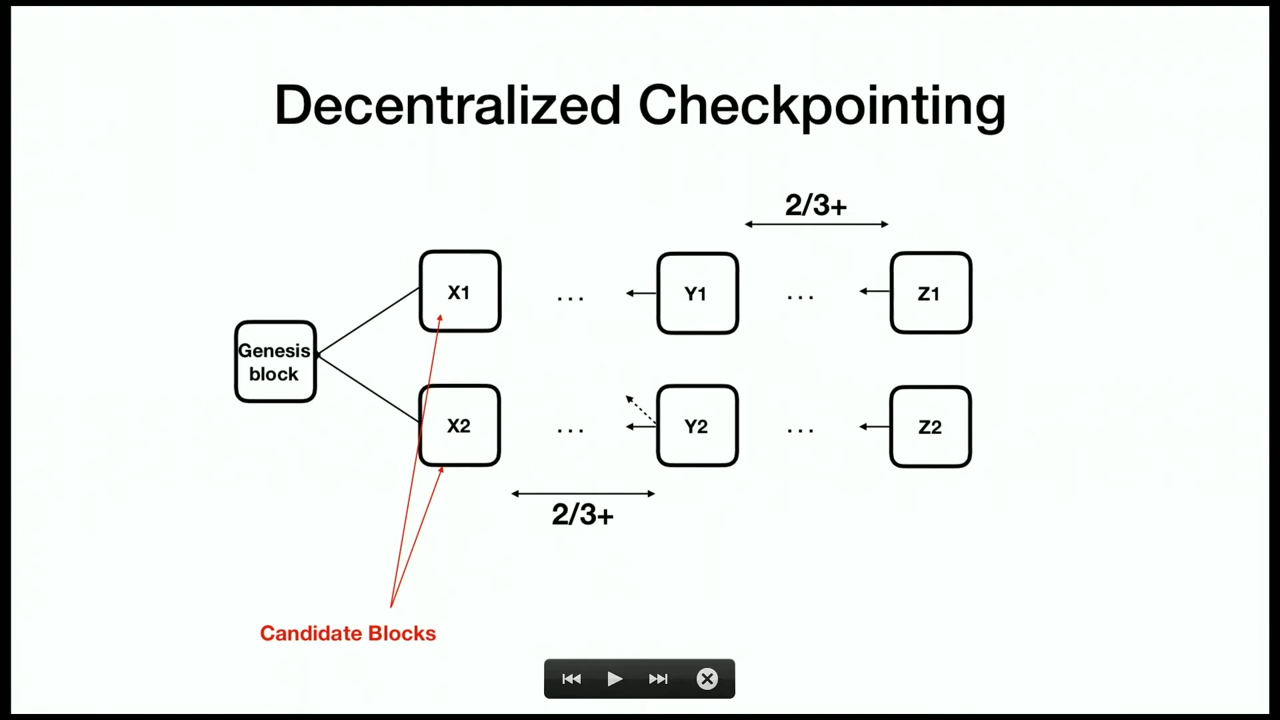 Decentralized Checkpointing
2/3+
X1
...
Y1
...
Z1
Genesis
block
X2
...
Y2
...
Z2
2/3+
Candidate Blocks